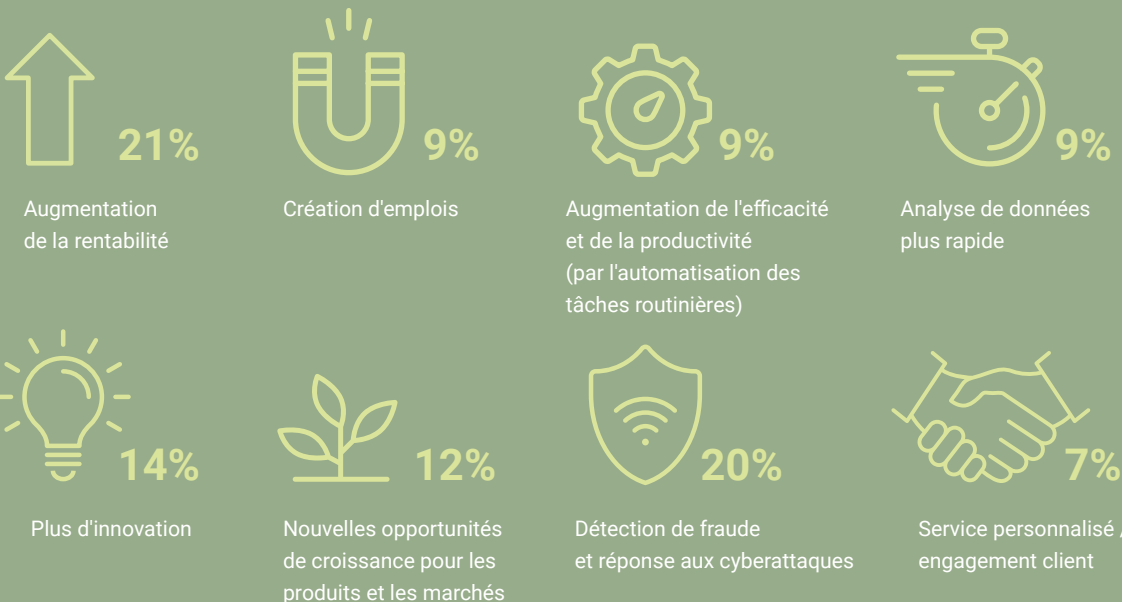 21%
Augmentation
de la rentabilité
9%
Création d'emplois
9%
Augmentation de l'efficacité
et de la productivité
(par l'automatisation des
tâches routinières)
9%
Analyse de données
plus rapide
14%
Plus d'innovation
12%
Nouvelles opportunités
de croissance pour les
produits et les marchés
20%
Détection de fraude
et réponse aux cyberattaques
7%
Service personnalisé /
engagement client